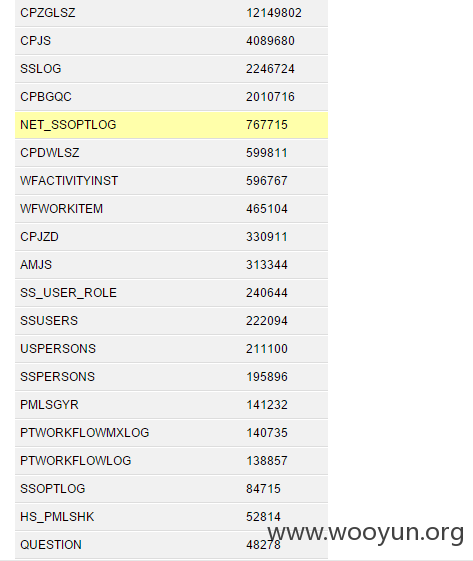 CPZGLSZ 12149802
CPJS 4089680
SSLOG 2246724
CPBGQC 2010716
NET_SSOPTLOG 767715
CPDWLSZ 599811
WFACTIVITYINST 596767
WFWORKITEM 465104
CPJZD 330911
AMJS 313344
SS_USER_ROLE 240644
SSUSERS 222094
USPERSONS 211100
SSPERSONS 195896
PMLSGYR 141232
PTWORKFLOWMXLOG 140735
PTWORKFLOWLOG 138857
SSOPTLOG 84715
HS_PMLSHK 52814
www.wooyun.org
QUESTION 48278